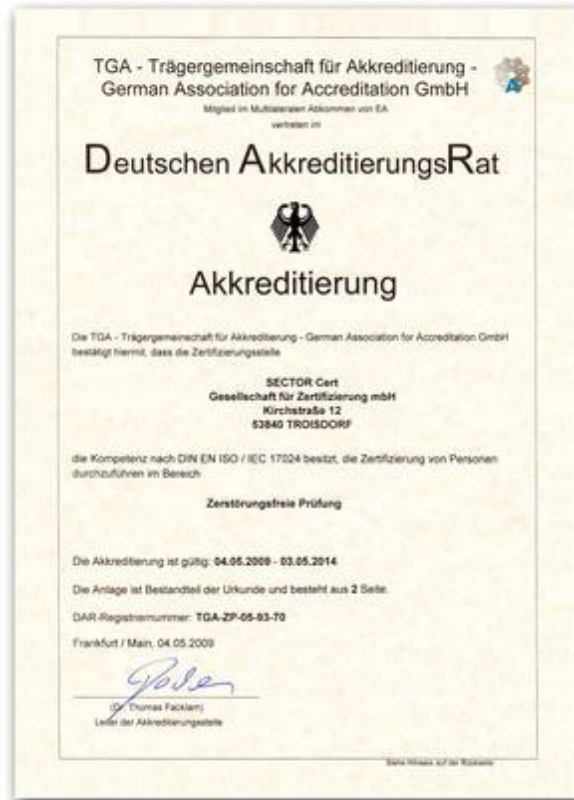 TGA - Trägergemeinschaft für Akkreditierung -
German Association for Accreditation GmbH
Mitglied im Multilateralen Abkommen von EA
vertreten im
Deutschen AkkreditierungsRat
Akkreditierung
Die TGA - Trägergemeinschaft für Akkreditierung - German Association for Accreditation GmbH
bestätigt hiermit, dass die Zertifizierungsstelle
SECTOR Cert
Gesellschaft für Zertifizierung mbH
Kirchstraße 12
53840 TROISDORF
die Kompetenz nach DIN EN ISO / IEC 17024 besitzt, die Zertifizierung von Personen
durchzuführen im Bereich
Zerstörungsfreie Prüfung
Die Akkreditierung ist gültig: 04.05.2009 - 03.05.2014
Die Anlage ist Bestandteil der Urkunde und besteht aus 2 Seite.
DAR-Registriernummer: TGA-ZP-05-93-70
Frankfurt / Main, 04.05.2009
(Dr. Thomas Facklam)
Leiter der Akkreditierungsstelle
Siehe Hinweis auf der Rückseite